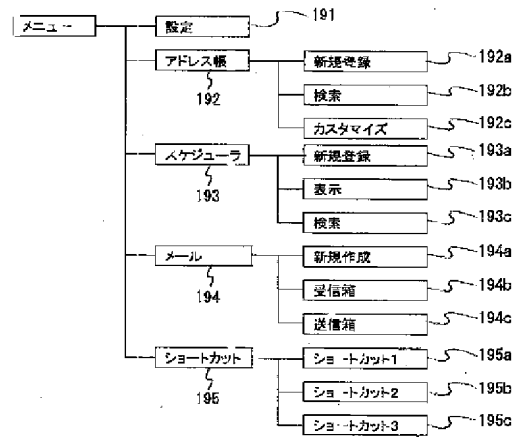 メニュー
設定
191
アドレス帳
192
新規登録
192a
検索
192b
カスタマイズ
192c
スケジューラ
193
新規登録
193a
表示
193b
検索
193c
メール
194
新規作成
194a
受信箱
194b
送信箱
194c
ショートカット
195
ショートカット1
195a
ショートカット2
195b
ショートカット3
195c